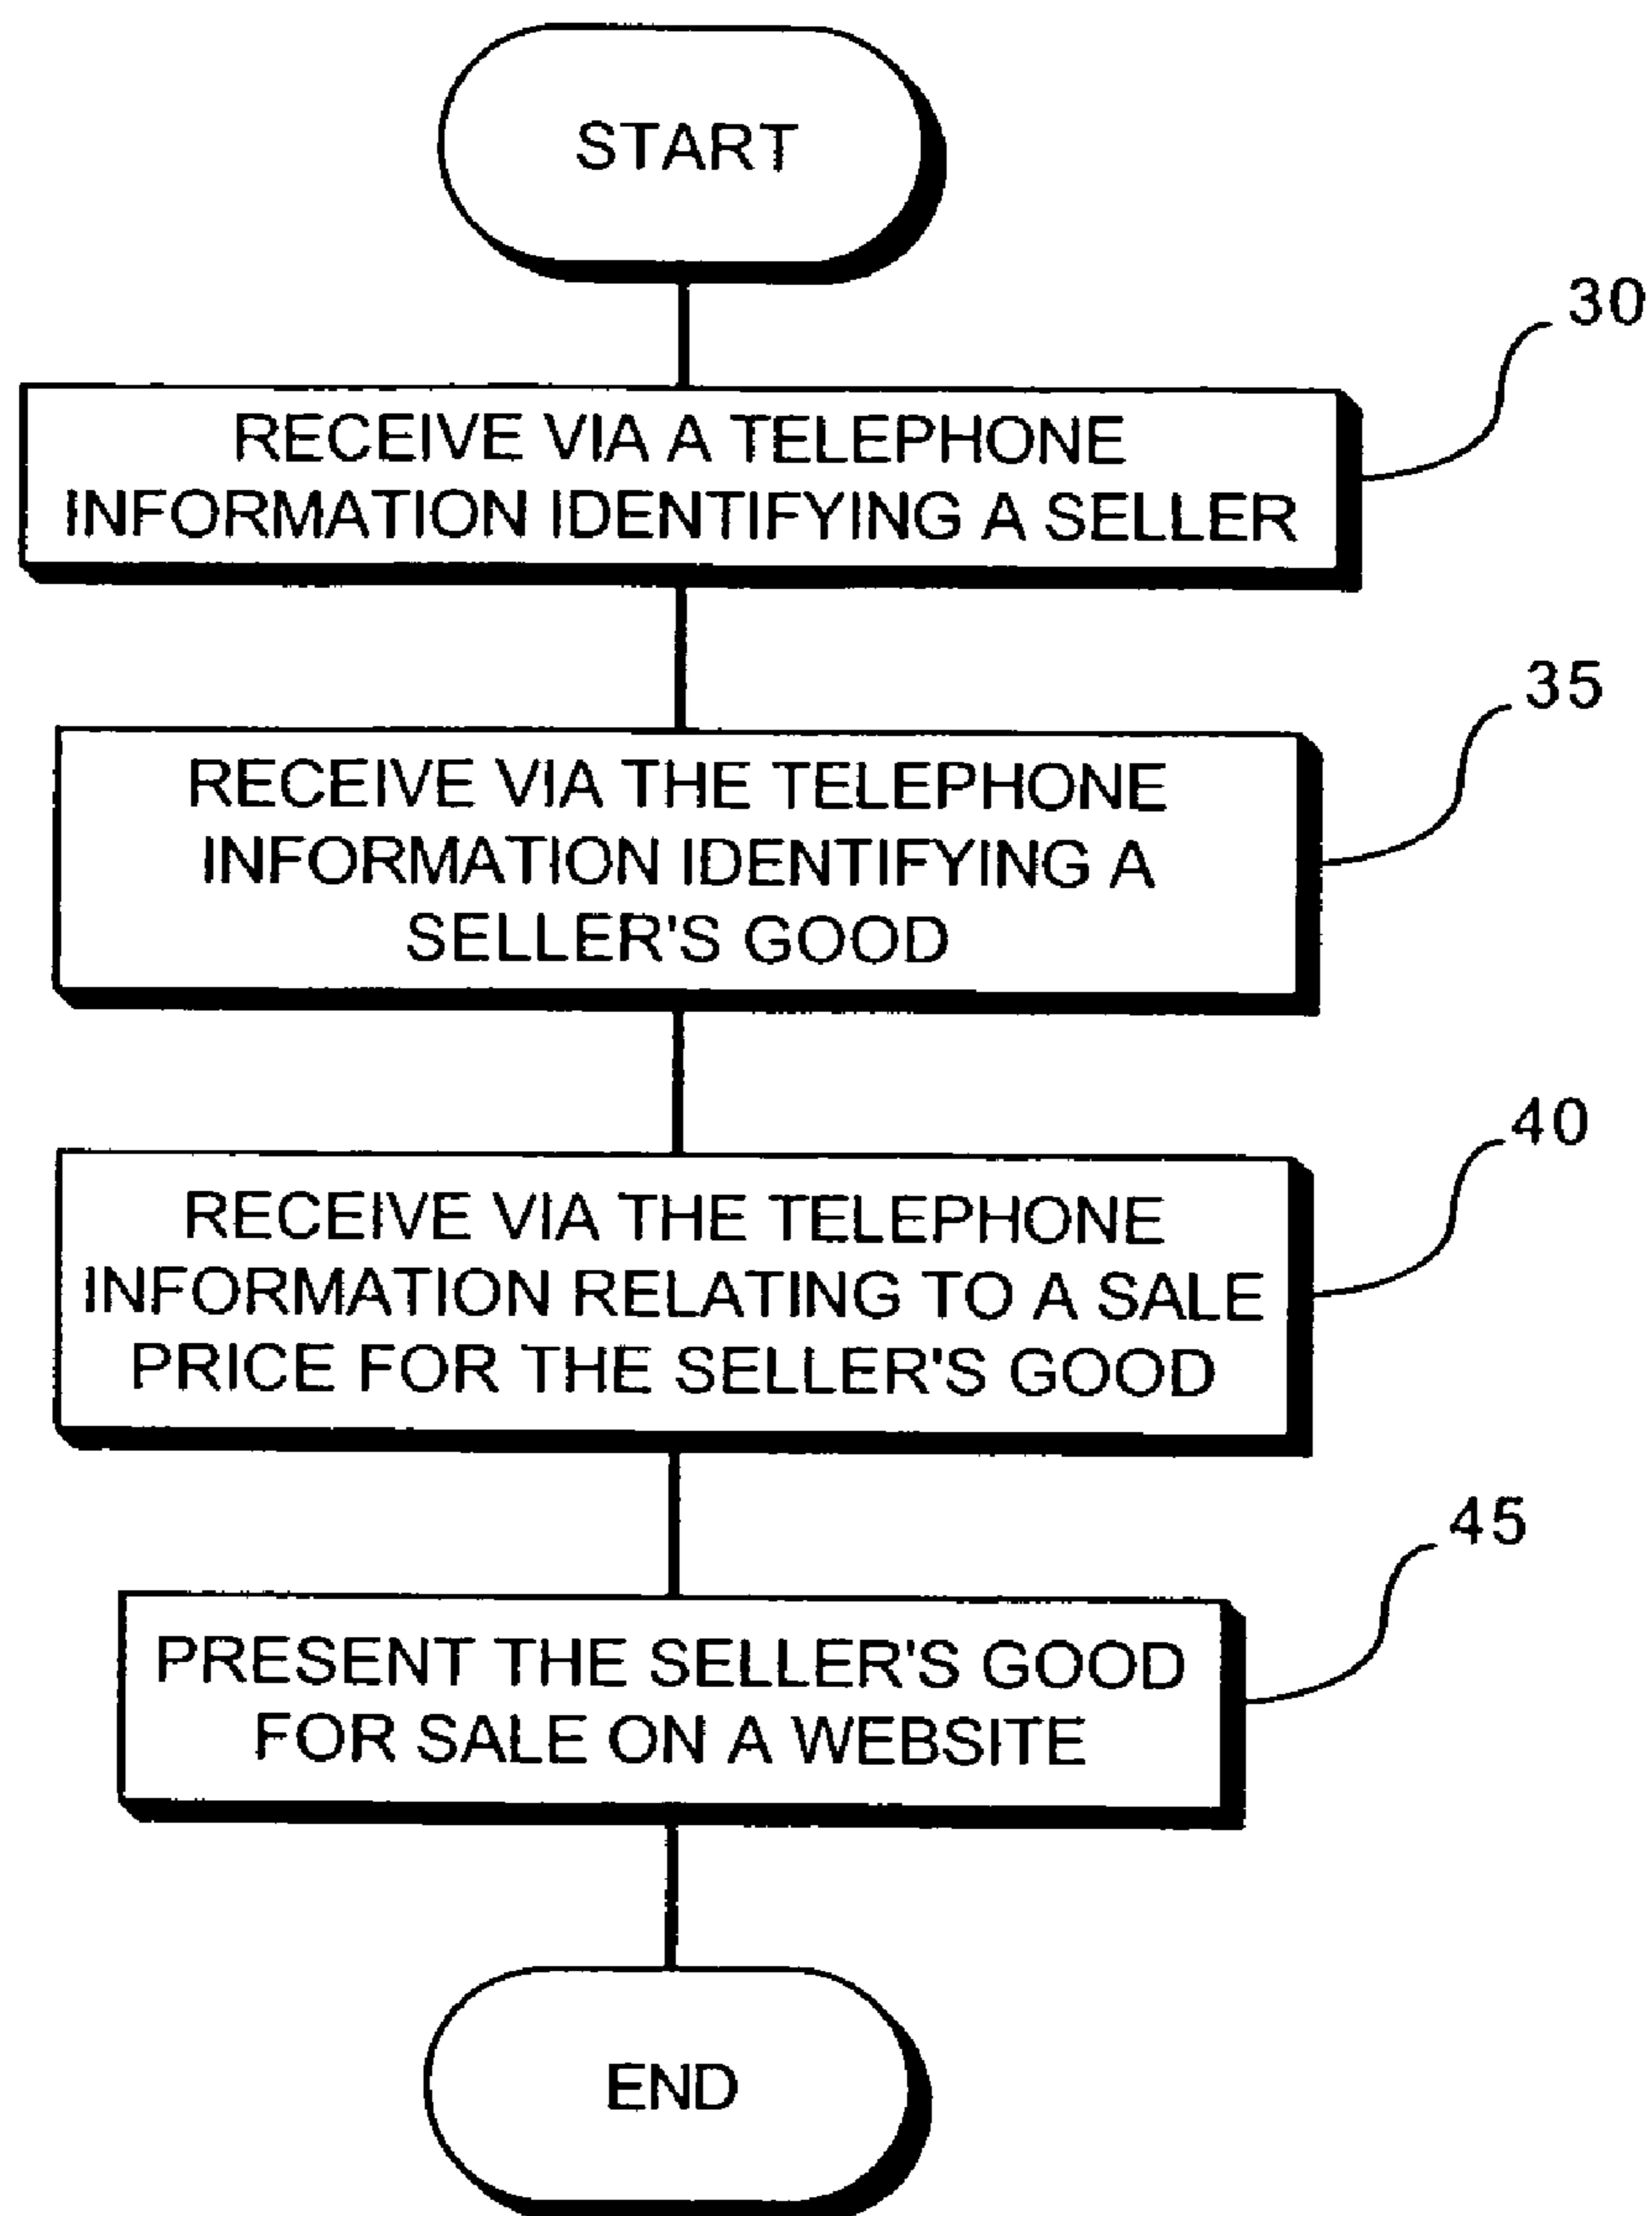 START
30
RECEIVE VIA A TELEPHONE
INFORMATION IDENTIFYING A SELLER
35
RECEIVE VIA THE TELEPHONE
INFORMATION IDENTIFYING A
SELLER'S GOOD
40
RECEIVE VIA THE TELEPHONE
INFORMATION RELATING TO A SALE
PRICE FOR THE SELLER'S GOOD
45
PRESENT THE SELLER'S GOOD
FOR SALE ON A WEBSITE
END